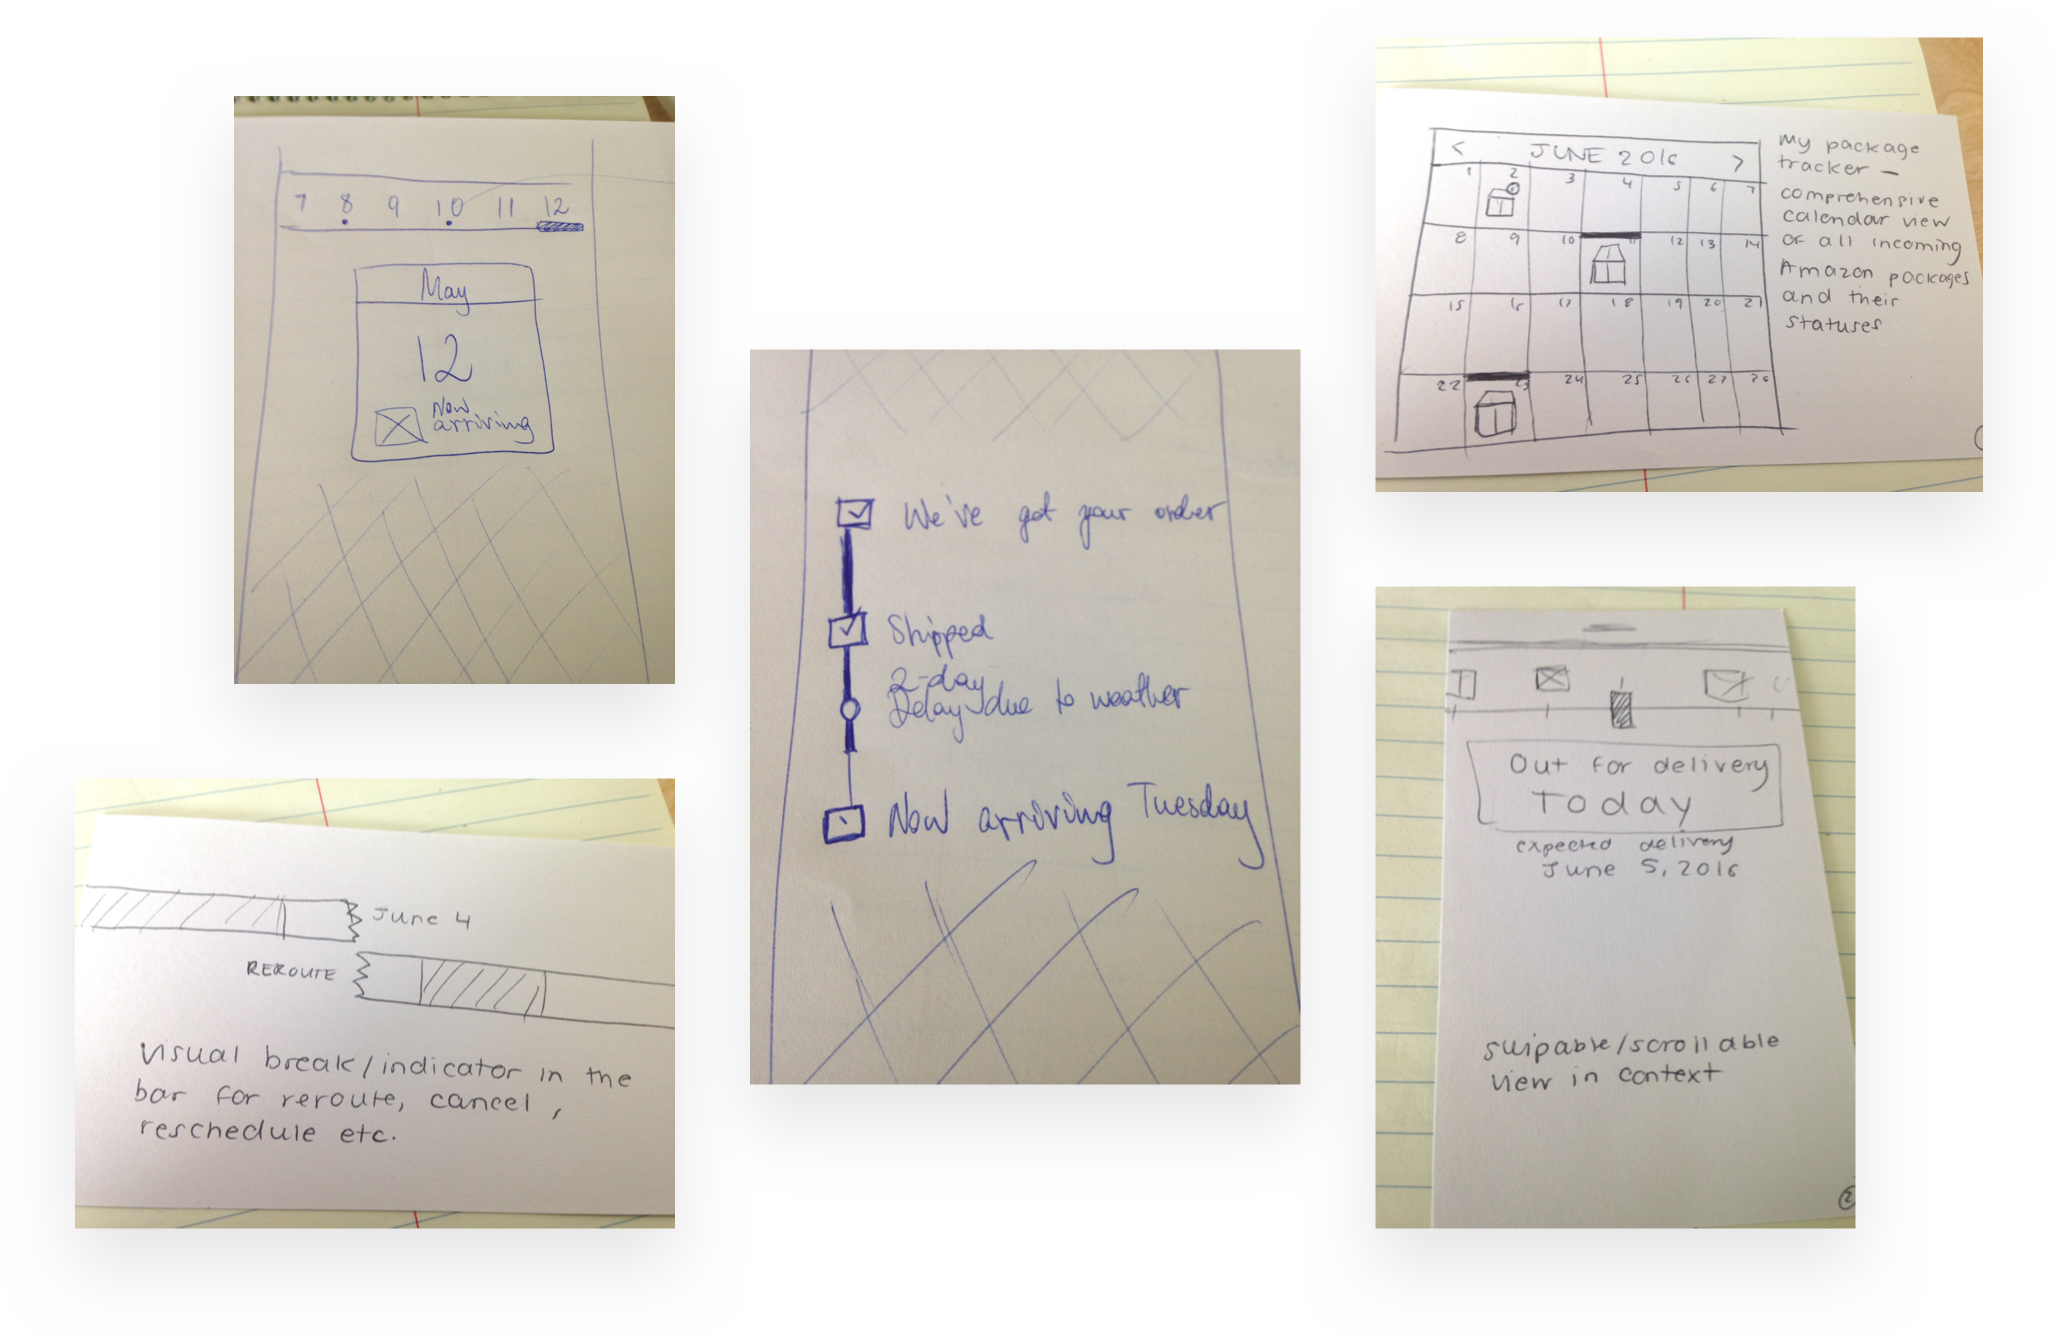 7 8 9 10 11 12
May
12
Now
arriving
June 4
REROUTE
Visual break/indicator in the
bar for reroute, cancel,
reschedule etc.
We've got your order
Shipped
2-day
Delay due to weather
Now arriving Tuesday
< JUNE 2016 >
1 2 3 4 5 6 7
8 9 10 11 12 13 14
15 16 17 18 19 20 21
22 23 24 25 26 27 28
My package
tracker –
comprehensive
calendar view
of all incoming
Amazon packages
and their
statuses
Out for delivery
Today
expected delivery
June 5, 2016
swipable/scrollable
view in context
2